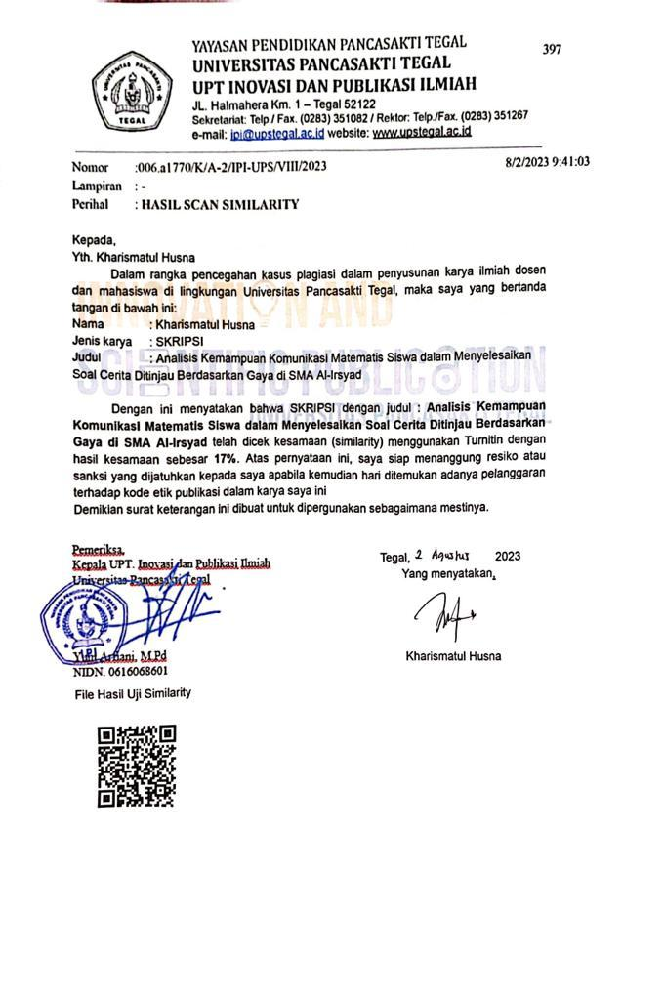 YAYASAN PENDIDIKAN PANCASAKTI TEGAL
397
UNIVERSITAS PANCASAKTI TEGAL
UPT INOVASI DAN PUBLIKASI ILMIAH
JL. Halmahera Km. 1 – Tegal 52122
Sekretariat: Telp./ Fax. (0283) 351082 / Rektor: Telp./Fax. (0283) 351267
e-mail: ipi@upstegal.ac.id website: www.upstegal.ac.id
UNIVERSITAS PANCASAKTI
TEGAL
Nomor :006.a1770/K/A-2/IPI-UPS/VIII/2023
8/2/2023 9:41:03
Lampiran : -
Perihal : HASIL SCAN SIMILARITY
Kepada,
Yth. Kharismatul Husna
Dalam rangka pencegahan kasus plagiasi dalam penyusunan karya ilmiah dosen
dan mahasiswa di lingkungan Universitas Pancasakti Tegal, maka saya yang bertanda
tangan di bawah ini:
INNOVATION AND
Nama : Kharismatul Husna
Jenis karya : SKRIPSI
Judul : Analisis Kemampuan Komunikasi Matematis Siswa dalam Menyelesaikan
SCIENTIFIC PUBLICATION
Soal Cerita Ditinjau Berdasarkan Gaya di SMA Al-Irsyad
Dengan ini menyatakan bahwa SKRIPSI dengan judul : Analisis Kemampuan
UNIVERSITAS PANCASAKTI TEGAL
Komunikasi Matematis Siswa dalam Menyelesaikan Soal Cerita Ditinjau Berdasarkan
Gaya di SMA Al-Irsyad telah dicek kesamaan (similarity) menggunakan Turnitin dengan
hasil kesamaan sebesar 17%. Atas pernyataan ini, saya siap menanggung resiko atau
sanksi yang dijatuhkan kepada saya apabila kemudian hari ditemukan adanya pelanggaran
terhadap kode etik publikasi dalam karya saya ini
Demikian surat keterangan ini dibuat untuk dipergunakan sebagaimana mestinya.
Pemeriksa,
Kepala UPT. Inovasi dan Publikasi Ilmiah
Universitas Pancasakti Tegal
Arfiani, M.Pd
NIDN. 0616068601
File Hasil Uji Similarity
Tegal, 2 Agustus 2023
Yang menyatakan,
Kharismatul Husna